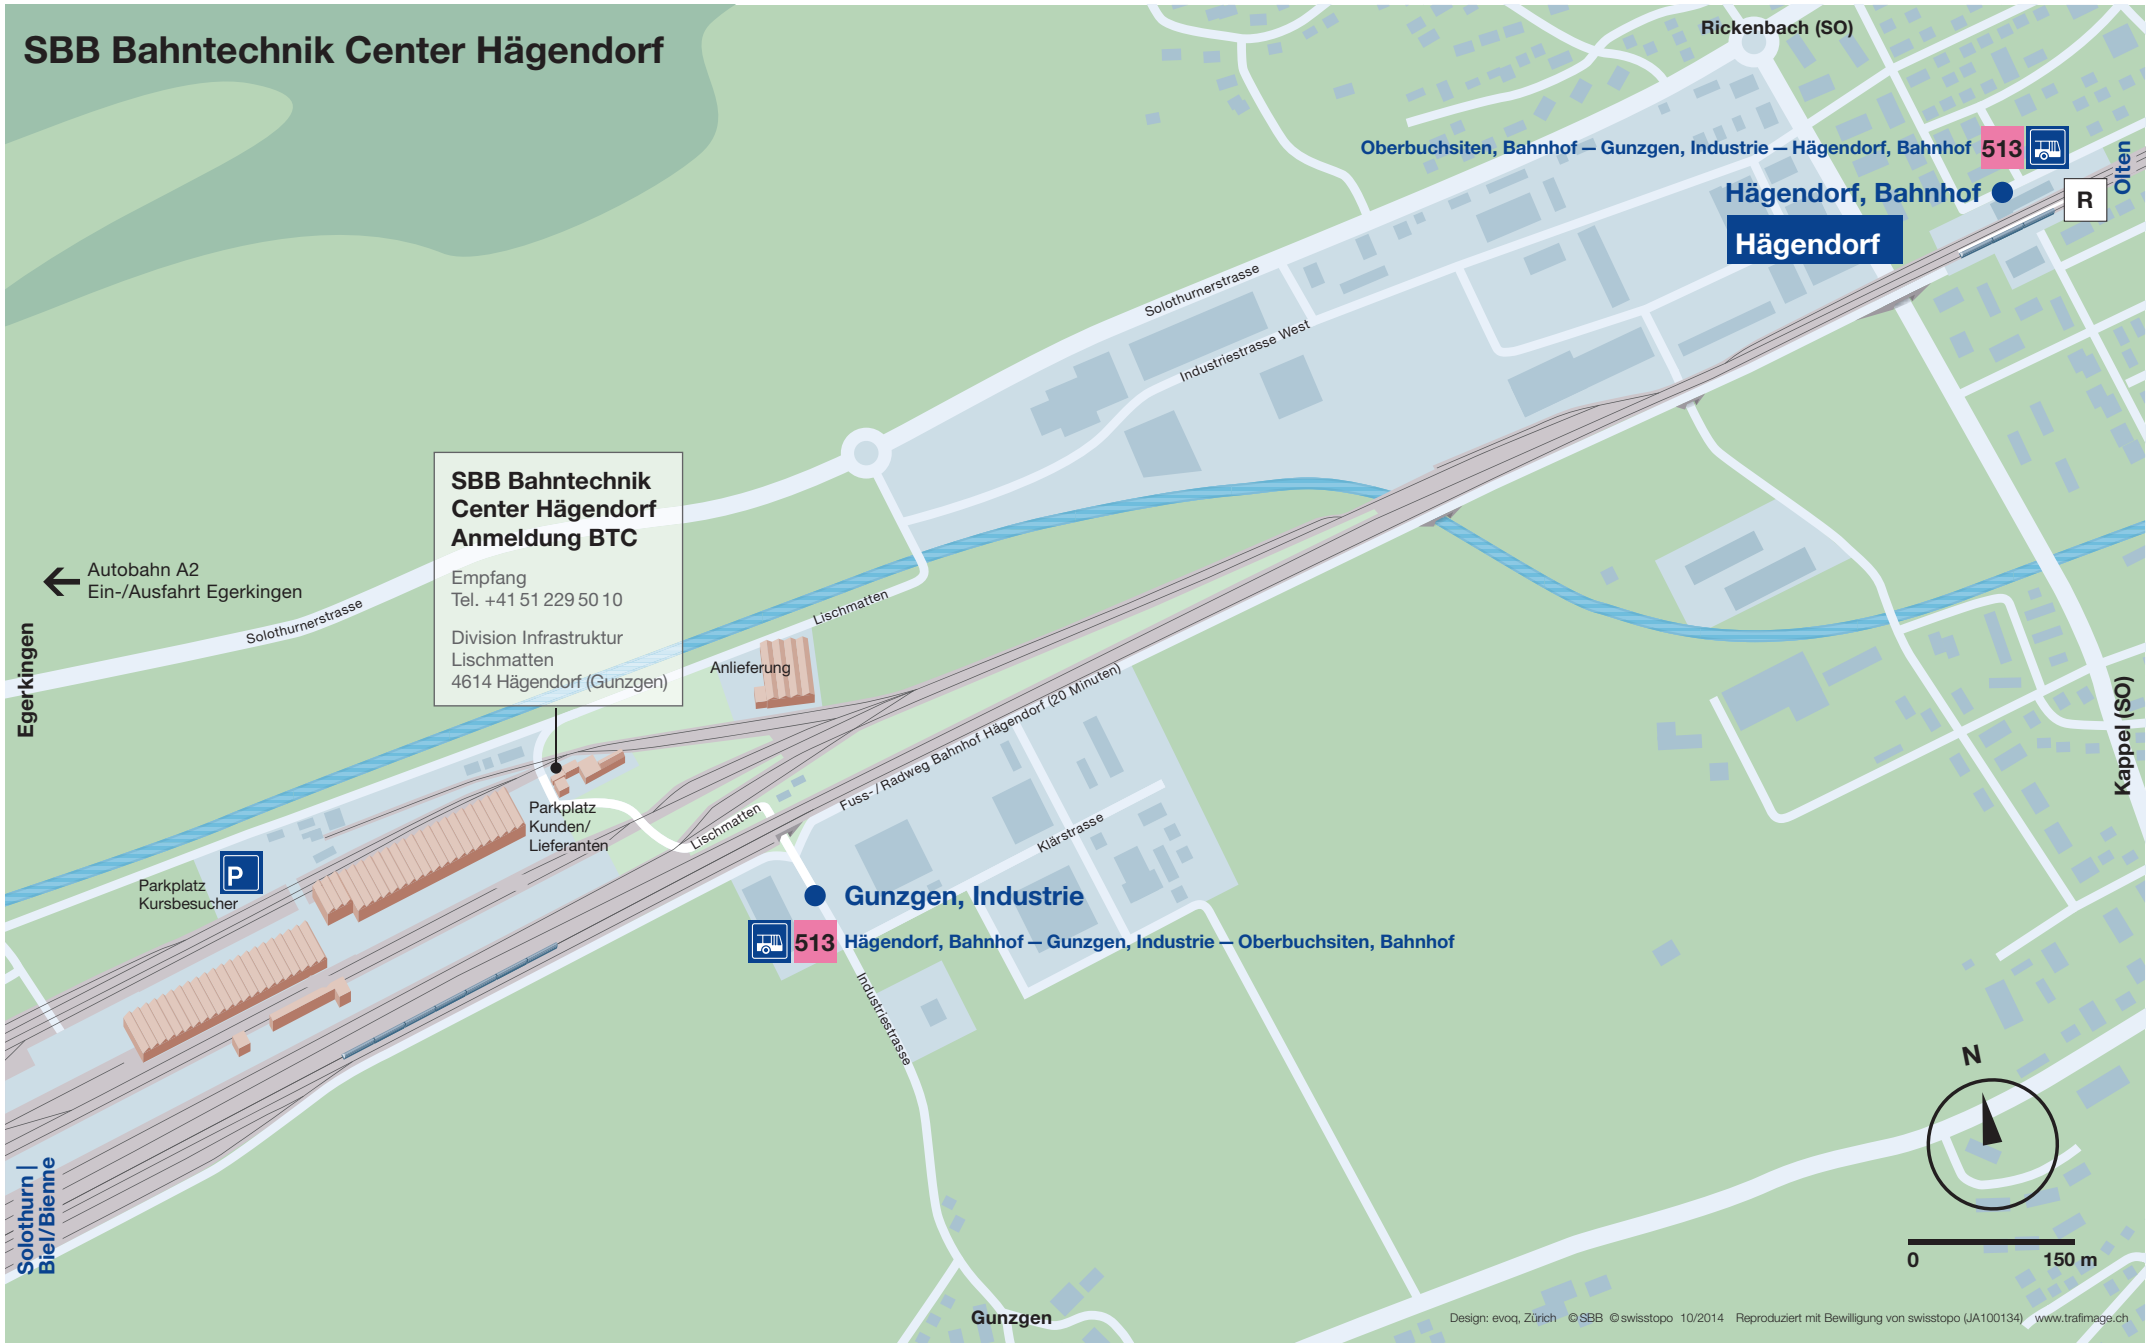 SBB Bahntechnik Center Hägendorf
Rickenbach (SO)
Oberbuchsiten, Bahnhof – Gunzgen, Industrie – Hägendorf, Bahnhof 513
Olten
Hägendorf, Bahnhof
R
Hägendorf
Solothurnerstrasse
Industriestrasse West
SBB Bahntechnik
Center Hägendorf
Anmeldung BTC
Empfang
Tel. +41 51 229 50 10
Division Infrastruktur
Lischmatten
4614 Hägendorf (Gunzgen)
Autobahn A2
Ein-/Ausfahrt Egerkingen
Solothurnerstrasse
Egerkingen
Lischmatten
Anlieferung
Fuss- / Radweg Bahnhof Hägendorf (20 Minuten)
Kappel (SO)
Parkplatz
Kunden/
Lieferanten
Lischmatten
Klärstrasse
P
Parkplatz
Kursbesucher
Gunzgen, Industrie
513 Hägendorf, Bahnhof – Gunzgen, Industrie – Oberbuchsiten, Bahnhof
Industriestrasse
N
Solothurn |
Biel/Bienne
0 150 m
Gunzgen
Design: evoq, Zürich © SBB © swisstopo 10/2014 Reproduziert mit Bewilligung von swisstopo (JA100134) www.trafimage.ch